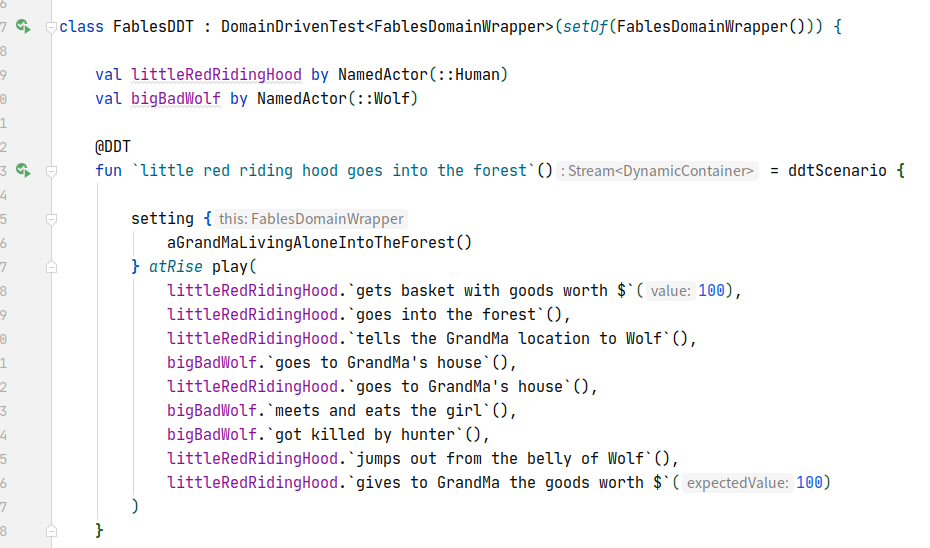 6
7 class FablesDDT : DomainDrivenTest<FablesDomainWrapper>(setOf(FablesDomainWrapper())) {
8
9 val littleRedRidingHood by NamedActor(::Human)
0 val bigBadWolf by NamedActor(::Wolf)
1
2 @DDT
3 fun `little red riding hood goes into the forest`() : Stream<DynamicContainer> = ddtScenario {
4
5 setting { this: FablesDomainWrapper
6 aGrandMaLivingAloneIntoTheForest()
7 } atRise play(
8 littleRedRidingHood.`gets basket with goods worth $`( value: 100),
9 littleRedRidingHood.`goes into the forest`(),
0 littleRedRidingHood.`tells the GrandMa location to Wolf`(),
1 bigBadWolf.`goes to GrandMa's house`(),
2 littleRedRidingHood.`goes to GrandMa's house`(),
3 bigBadWolf.`meets and eats the girl`(),
4 bigBadWolf.`got killed by hunter`(),
5 littleRedRidingHood.`jumps out from the belly of Wolf`(),
6 littleRedRidingHood.`gives to GrandMa the goods worth $`( expectedValue: 100)
7 )
8 }